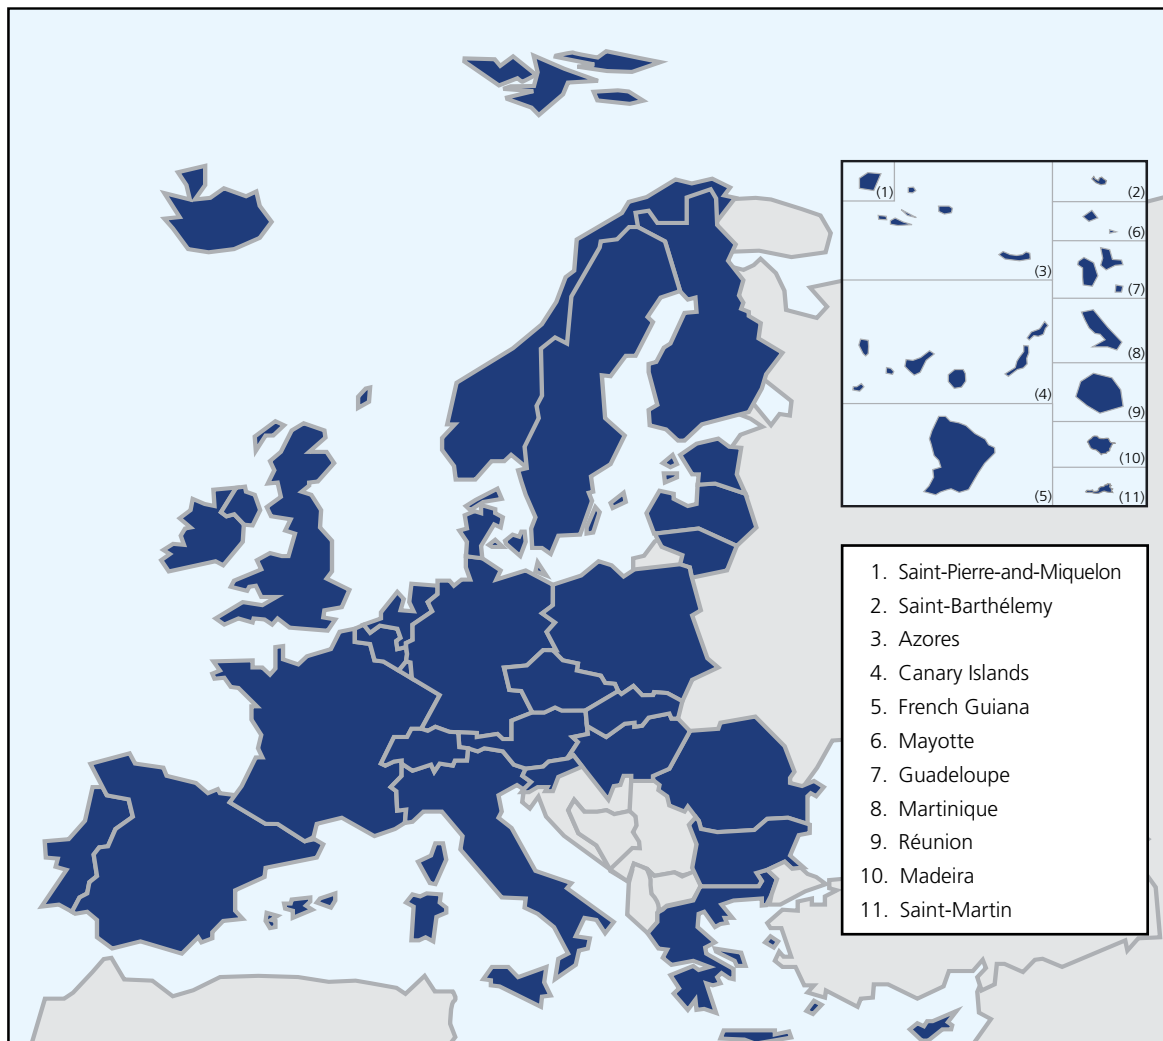 (1)
(2)
(6)
(3)
(7)
(8)
(4)
(9)
(10)
(5)
(11)
1. Saint-Pierre-and-Miquelon
2. Saint-Barthélemy
3. Azores
4. Canary Islands
5. French Guiana
6. Mayotte
7. Guadeloupe
8. Martinique
9. Réunion
10. Madeira
11. Saint-Martin